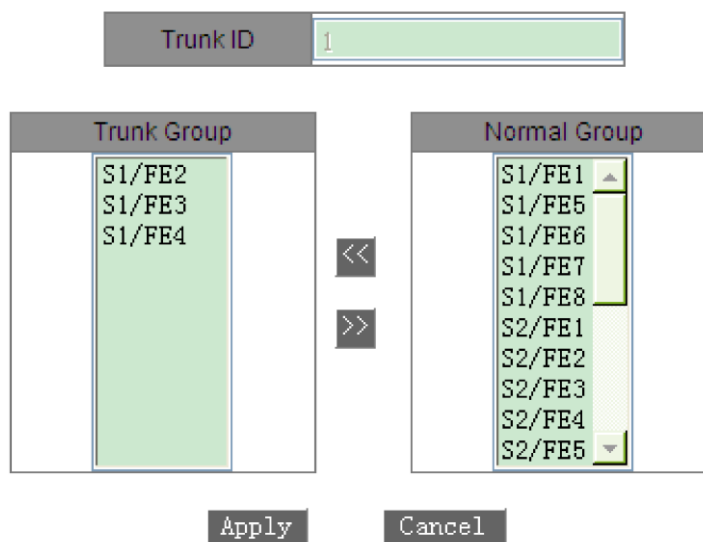 Trunk ID 1
Trunk Group
S1/FE2
S1/FE3
S1/FE4
<<
>>
Normal Group
S1/FE1
S1/FE5
S1/FE6
S1/FE7
S1/FE8
S2/FE1
S2/FE2
S2/FE3
S2/FE4
S2/FE5
Apply Cancel